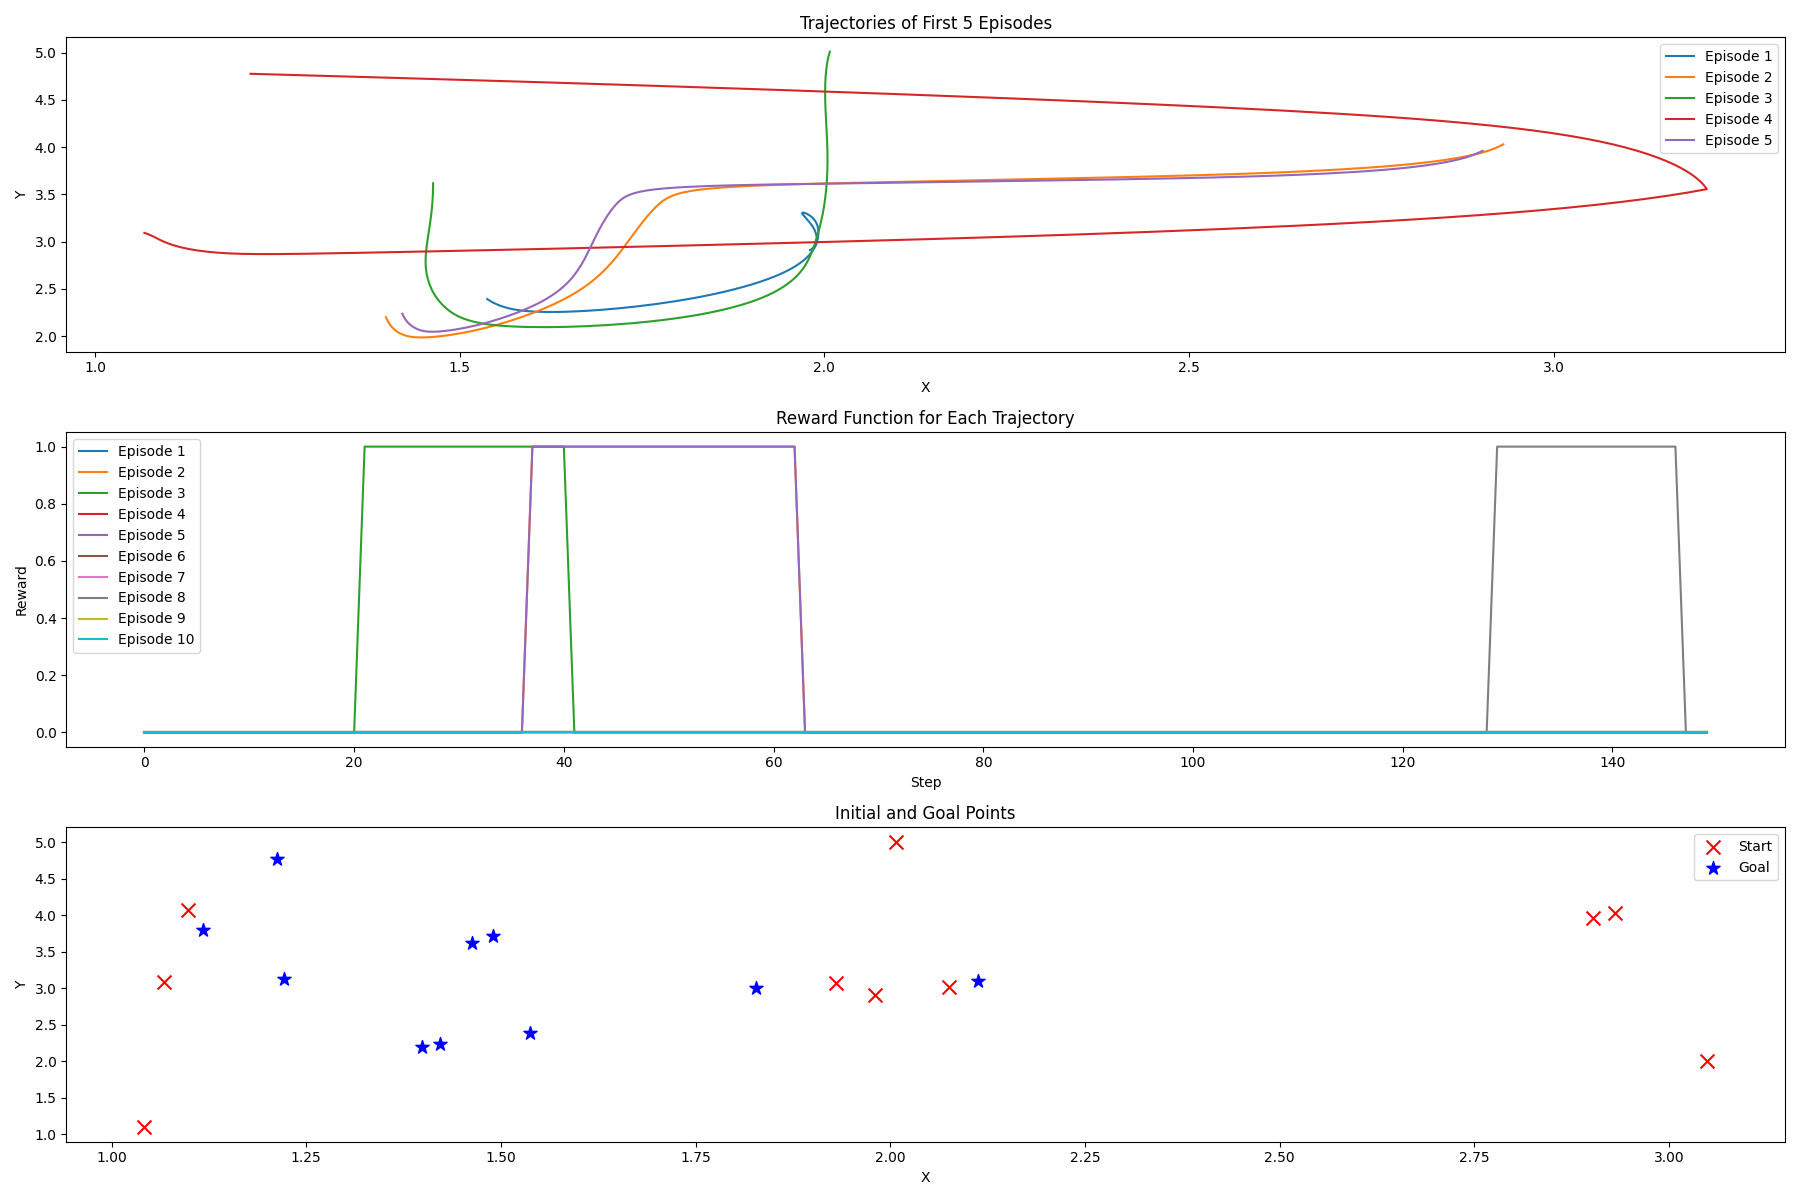 Trajectories of First 5 Episodes
5.0
4.5
4.0
3.5
3.0
2.5
2.0
Y
1.0
1.5
2.0
2.5
3.0
X
Episode 1
Episode 2
Episode 3
Episode 4
Episode 5
Reward Function for Each Trajectory
1.0
0.8
0.6
0.4
0.2
0.0
Reward
Episode 1
Episode 2
Episode 3
Episode 4
Episode 5
Episode 6
Episode 7
Episode 8
Episode 9
Episode 10
0
20
40
60
80
100
120
140
Step
Initial and Goal Points
5.0
4.5
4.0
3.5
3.0
2.5
2.0
1.5
1.0
Y
Start
Goal
1.00
1.25
1.50
1.75
2.00
2.25
2.50
2.75
3.00
X